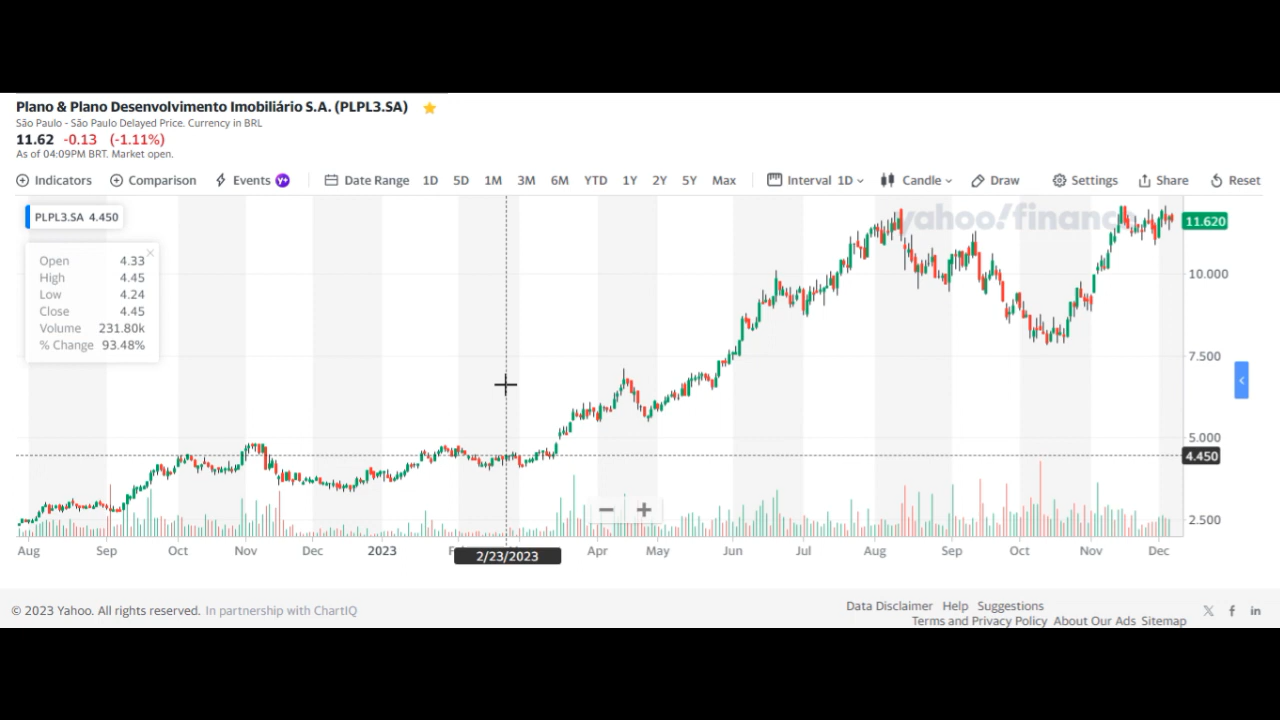 Plano & Plano Desenvolvimento Imobiliário S.A. (PLPL3.SA)
São Paulo - São Paulo Delayed Price. Currency in BRL
11.62 -0.13 (-1.11%)
As of 04:09PM BRT. Market open.
Indicators Comparison Events Y+ Date Range 1D 5D 1M 3M 6M YTD 1Y 2Y 5Y Max Interval 1D Candle Draw Settings Share Reset
PLPL3.SA 4.450
yahoo!financ
11.620
Open 4.33
High 4.45
Low 4.24
Close 4.45
Volume 231.80k
% Change 93.48%
10.000
7.500
5.000
4.450
2.500
Aug Sep Oct Nov Dec 2023 F Apr May Jun Jul Aug Sep Oct Nov Dec
2/23/2023
© 2023 Yahoo. All rights reserved. In partnership with ChartIQ
Data Disclaimer Help Suggestions
Terms and Privacy Policy About Our Ads Sitemap